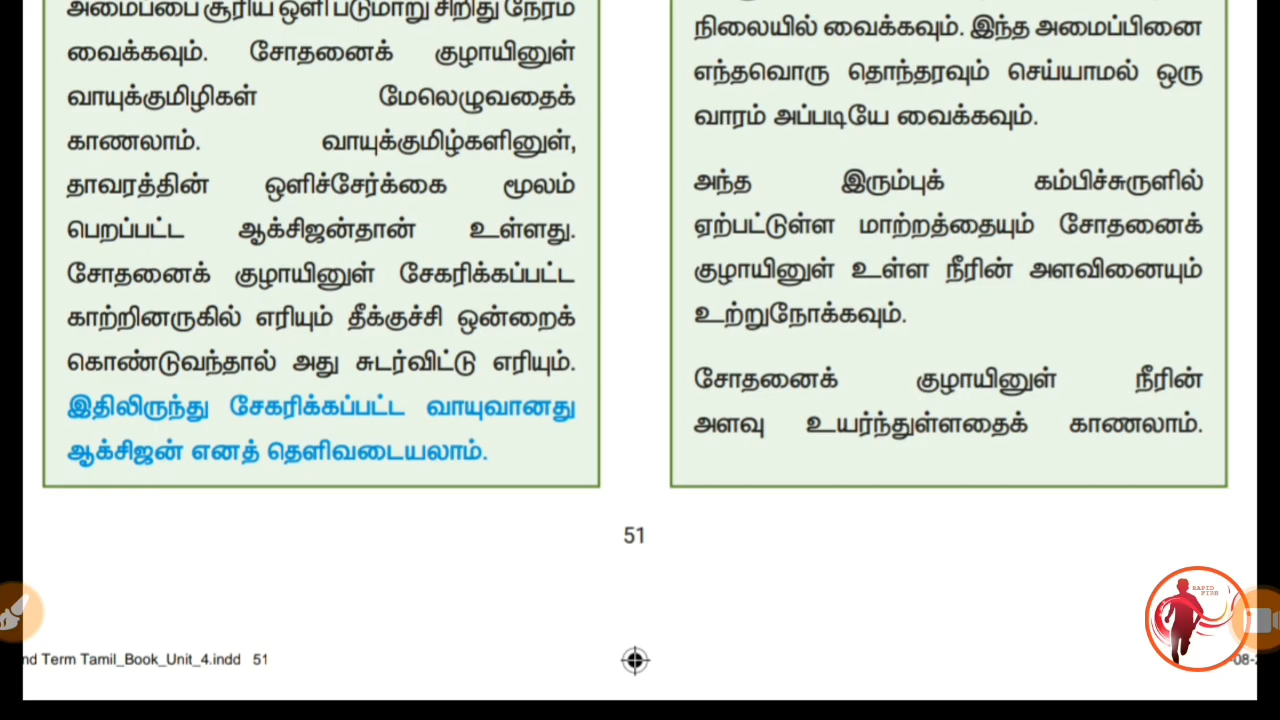 அமைப்பை சூரிய ஒளி படுமாறு சிறிது நேரம்
வைக்கவும். சோதனைக் குழாயினுள்
வாயுக்குமிழிகள் மேலெழுவதைக்
காணலாம். வாயுக்குமிழ்களினுள்,
தாவரத்தின் ஒளிச்சேர்க்கை மூலம்
பெறப்பட்ட ஆக்சிஜன்தான் உள்ளது.
சோதனைக் குழாயினுள் சேகரிக்கப்பட்ட
காற்றினருகில் எரியும் தீக்குச்சி ஒன்றைக்
கொண்டுவந்தால் அது சுடர்விட்டு எரியும்.
இதிலிருந்து சேகரிக்கப்பட்ட வாயுவானது
ஆக்சிஜன் எனத் தெளிவடையலாம்.
நிலையில் வைக்கவும். இந்த அமைப்பினை
எந்தவொரு தொந்தரவும் செய்யாமல் ஒரு
வாரம் அப்படியே வைக்கவும்.
அந்த இரும்புக் கம்பிச்சுருளில்
ஏற்பட்டுள்ள மாற்றத்தையும் சோதனைக்
குழாயினுள் உள்ள நீரின் அளவினையும்
உற்றுநோக்கவும்.
சோதனைக் குழாயினுள் நீரின்
அளவு உயர்ந்துள்ளதைக் காணலாம்.
51
RAPID
FIRE
nd Term Tamil_Book_Unit_4.indd 51
-08-